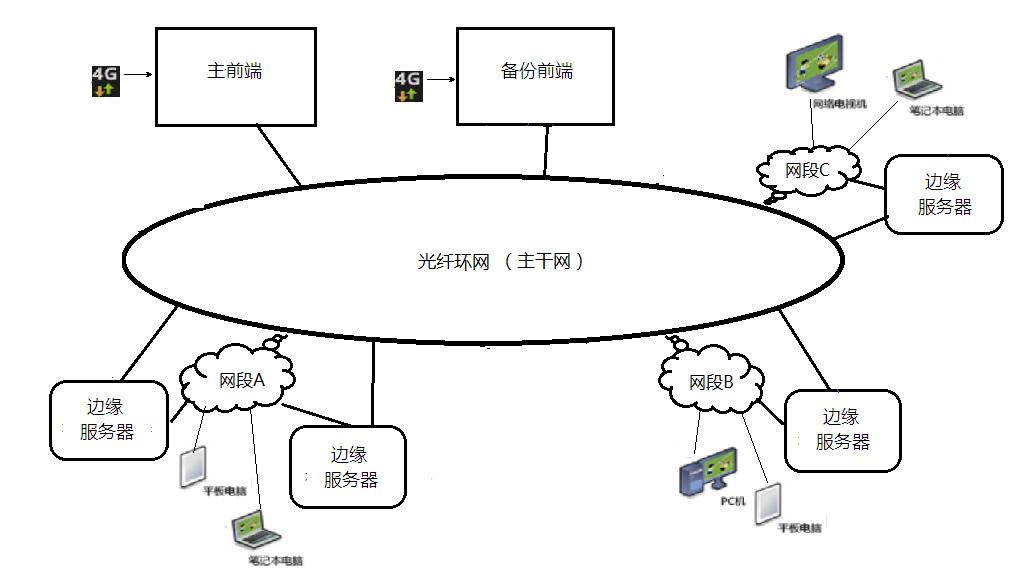 4G
主前端
4G
备份前端
网络电视机
笔记本电脑
网段C
边缘
服务器
光纤环网 （主干网）
网段A
边缘
服务器
边缘
服务器
平板电脑
笔记本电脑
网段B
边缘
服务器
PC机
平板电脑